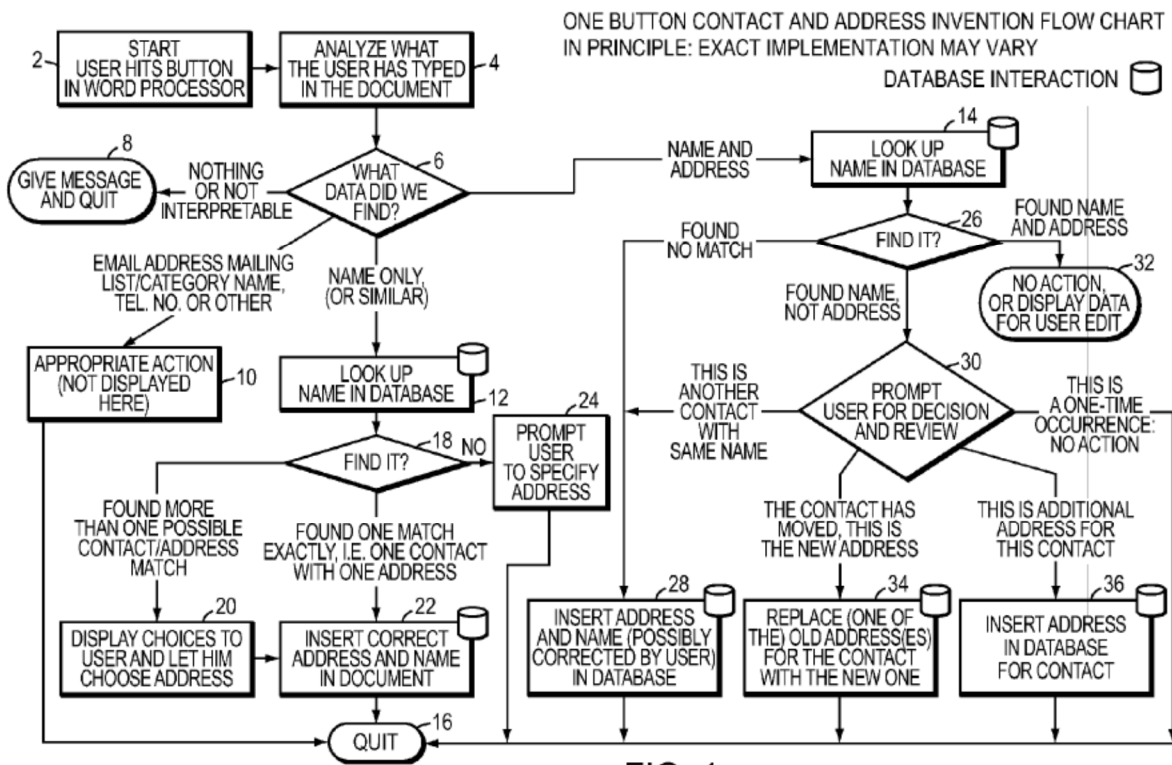 ONE BUTTON CONTACT AND ADDRESS INVENTION FLOW CHART
IN PRINCIPLE: EXACT IMPLEMENTATION MAY VARY
DATABASE INTERACTION
2
START
USER HITS BUTTON
IN WORD PROCESSOR
ANALYZE WHAT
THE USER HAS TYPED
IN THE DOCUMENT
4
8
GIVE MESSAGE
AND QUIT
NOTHING
OR NOT
INTERPRETABLE
6
WHAT
DATA DID WE
FIND?
NAME AND
ADDRESS
14
LOOK UP
NAME IN DATABASE
FOUND
NO MATCH
26
FIND IT?
FOUND NAME
AND ADDRESS
32
NO ACTION,
OR DISPLAY DATA
FOR USER EDIT
EMAIL ADDRESS MAILING
LIST/CATEGORY NAME,
TEL. NO. OR OTHER
NAME ONLY,
(OR SIMILAR)
FOUND NAME,
NOT ADDRESS
APPROPRIATE ACTION
(NOT DISPLAYED
HERE)
10
LOOK UP
NAME IN DATABASE
12
18
FIND IT?
NO
24
PROMPT
USER
TO SPECIFY
ADDRESS
THIS IS
ANOTHER
CONTACT
WITH
SAME NAME
30
PROMPT
USER FOR DECISION
AND REVIEW
THIS IS
A ONE-TIME
OCCURRENCE:
NO ACTION
FOUND MORE
THAN ONE POSSIBLE
CONTACT/ADDRESS
MATCH
FOUND ONE MATCH
EXACTLY, I.E. ONE CONTACT
WITH ONE ADDRESS
THE CONTACT HAS
MOVED, THIS IS
THE NEW ADDRESS
THIS IS ADDITIONAL
ADDRESS FOR
THIS CONTACT
20
DISPLAY CHOICES TO
USER AND LET HIM
CHOOSE ADDRESS
22
INSERT CORRECT
ADDRESS AND NAME
IN DOCUMENT
28
INSERT ADDRESS
AND NAME (POSSIBLY
CORRECTED BY USER)
IN DATABASE
34
REPLACE (ONE OF
THE) OLD ADDRESS(ES)
FOR THE CONTACT
WITH THE NEW ONE
36
INSERT ADDRESS
IN DATABASE
FOR CONTACT
16
QUIT